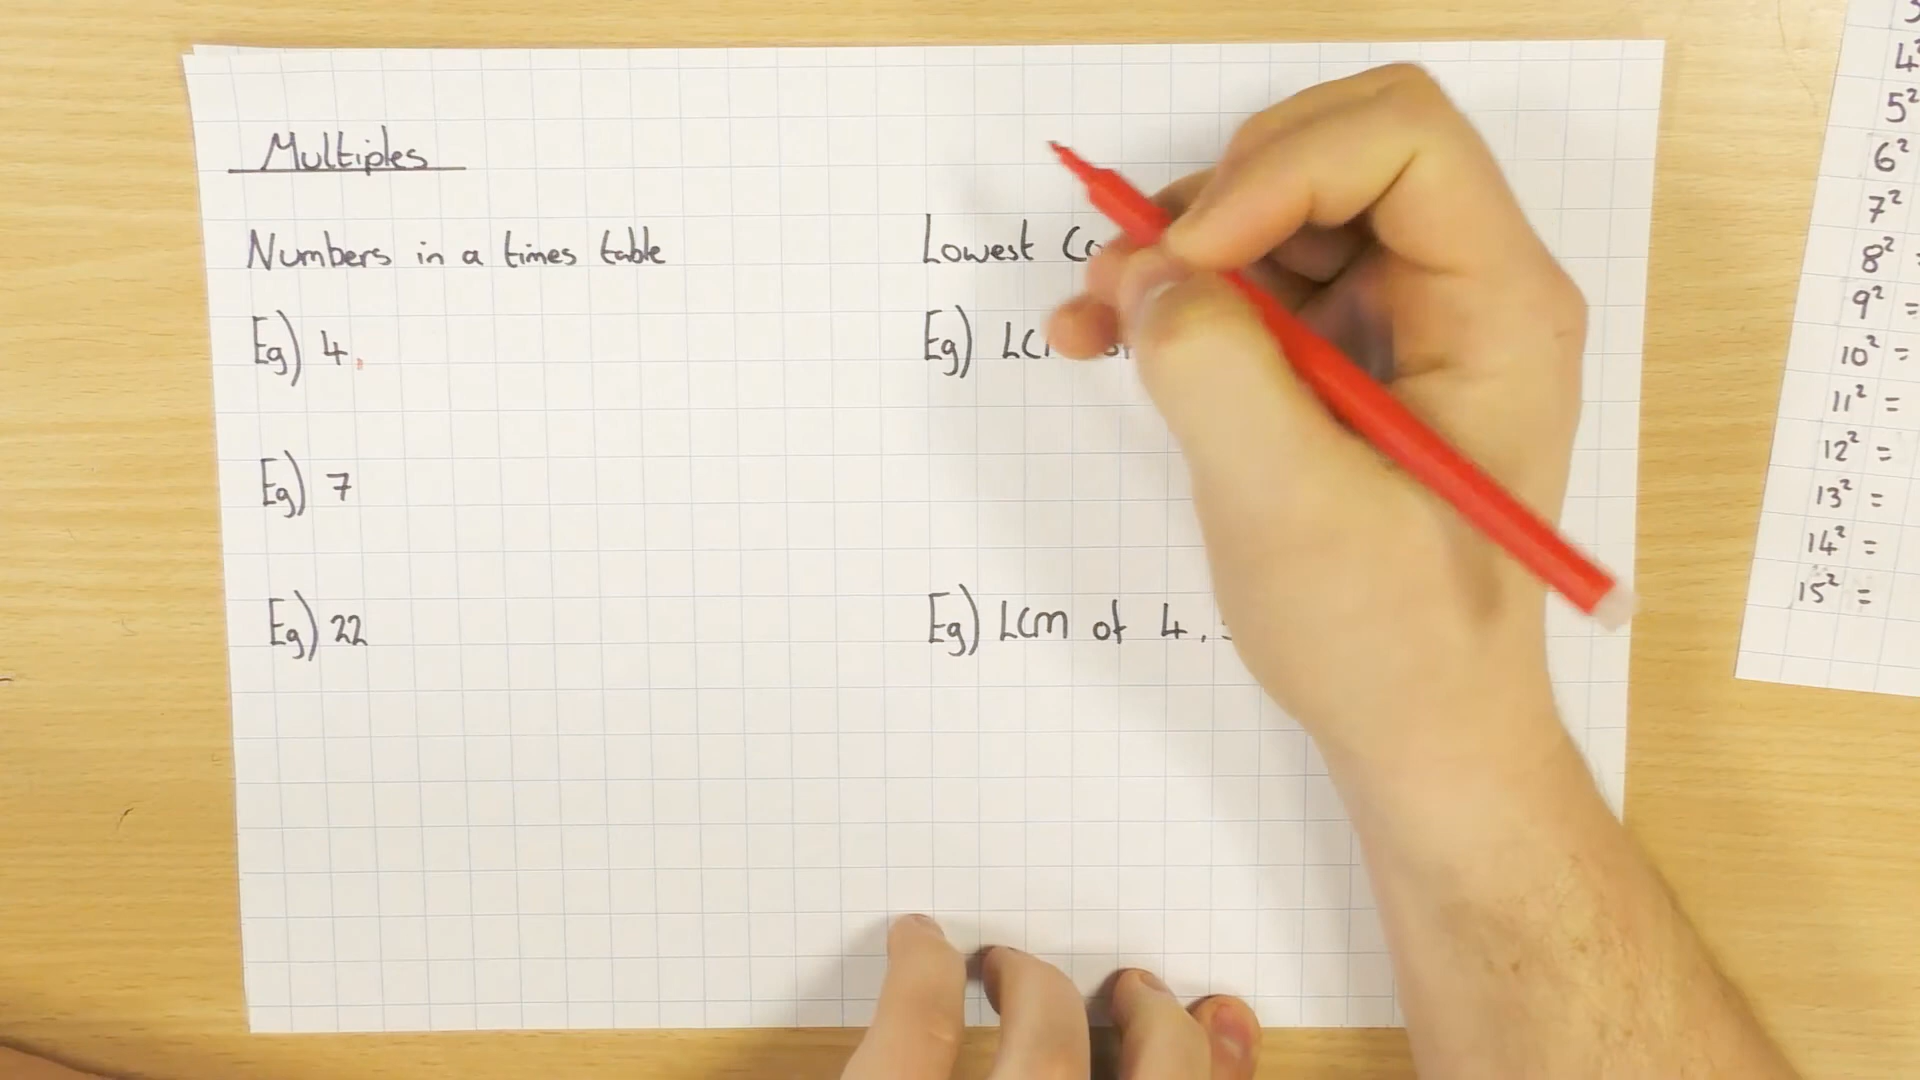 Multiples
Numbers in a times table
Eg) 4,
Eg) 7
Eg) 22
Lowest
Eg)
Eg) LCM of 4,
4²
5²
6²
7²
8²
9² =
10² =
11² =
12² =
13² =
14² =
15² =